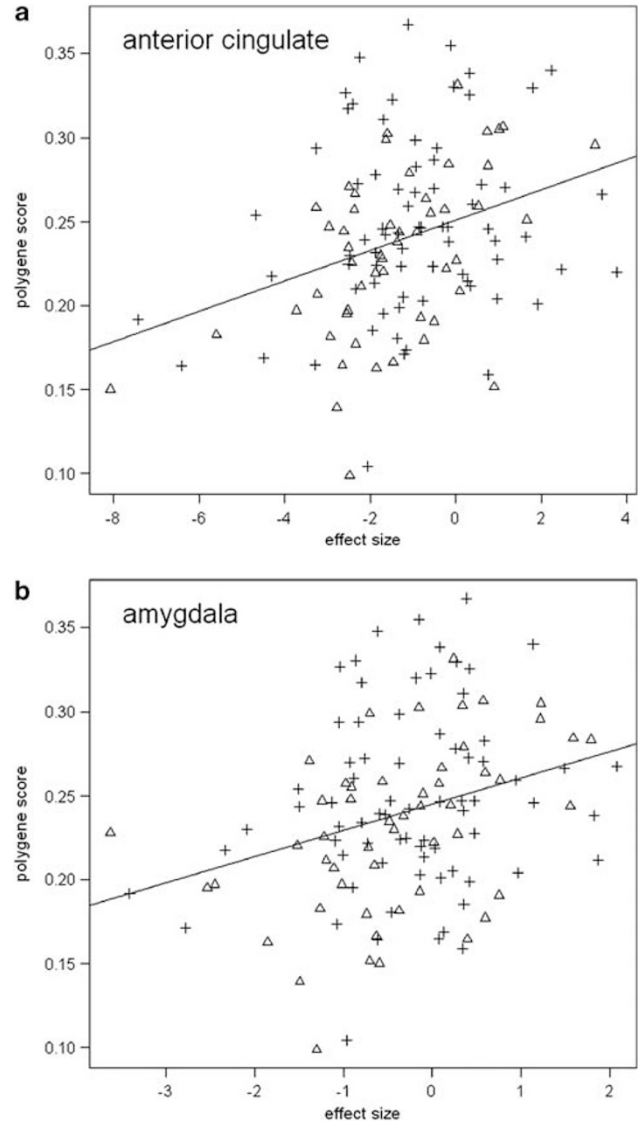 a
anterior cingulate
0.35
0.30
0.25
0.20
0.15
0.10
polygene score
-8 -6 -4 -2 0 2 4
effect size
b
amygdala
0.35
0.30
0.25
0.20
0.15
0.10
polygene score
-3 -2 -1 0 1 2
effect size